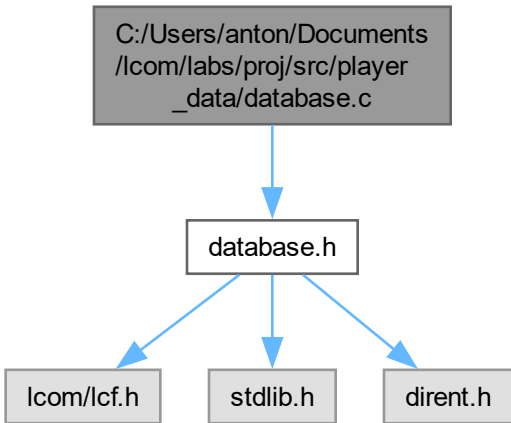 C:/Users/anton/Documents
/lcom/labs/proj/src/player
_data/database.c
database.h
lcom/lcf.h
stdlib.h
dirent.h